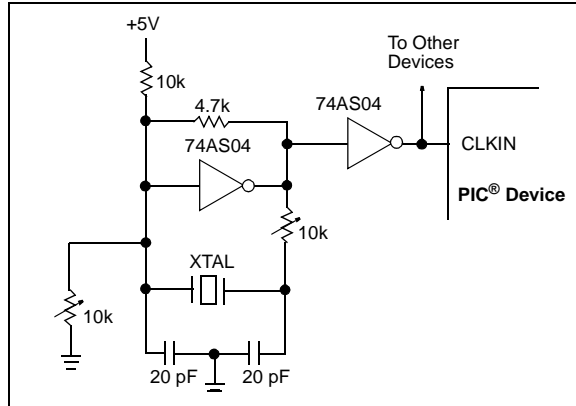 +5V
To Other
Devices
10k
4.7k
74AS04
74AS04
CLKIN
PIC® Device
10k
XTAL
10k
20 pF
20 pF